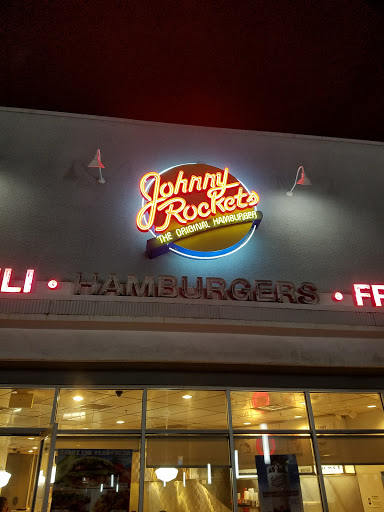 Johnny
Rockets
THE ORIGINAL HAMBURGER
LI • HAMBURGERS • FR